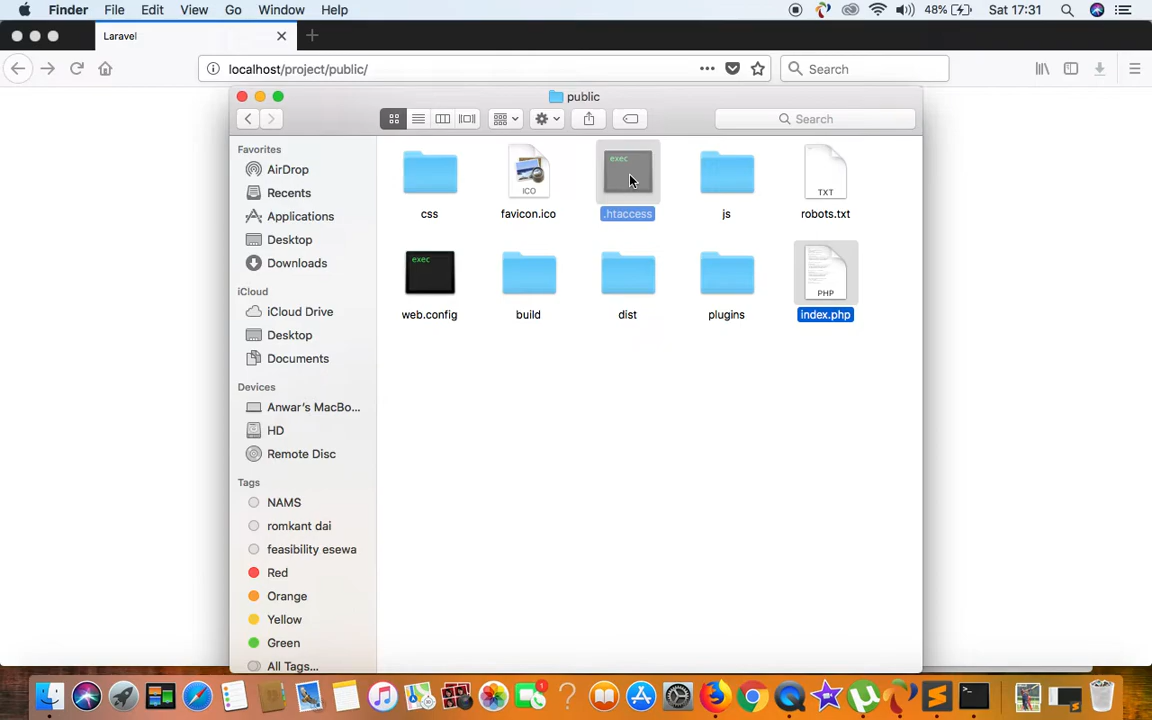 Finder File Edit View Go Window Help 48% Sat 17:31
Laravel
localhost/project/public/ Search
public
Search
Favorites
AirDrop
Recents
Applications
Desktop
Downloads
iCloud
iCloud Drive
Desktop
Documents
Devices
Anwar's MacBo...
HD
Remote Disc
Tags
NAMS
romkant dai
feasibility esewa
Red
Orange
Yellow
Green
All Tags...
ICO
exec
TXT
css favicon.ico .htaccess js robots.txt
exec
PHP
web.config build dist plugins index.php
1